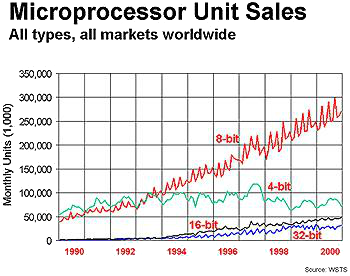 Microprocessor Unit Sales
All types, all markets worldwide
Monthly Units (1,000)
350,000
300,000
250,000
200,000
150,000
100,000
50,000
0
8-bit
4-bit
16-bit
32-bit
1990 1992 1994 1996 1998 2000
Source: WSTS